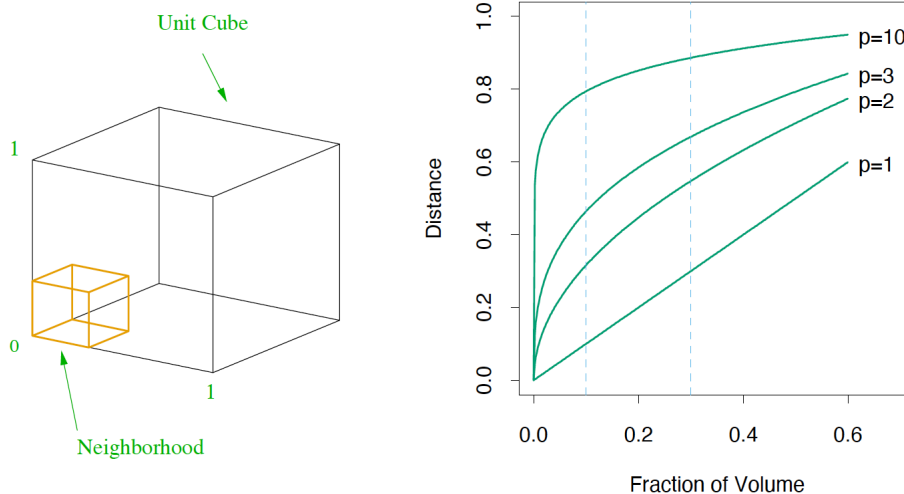 Unit Cube
1
0
1
Neighborhood
1.0
0.8
0.6
0.4
0.2
0.0
Distance
p=10
p=3
p=2
p=1
0.0 0.2 0.4 0.6
Fraction of Volume